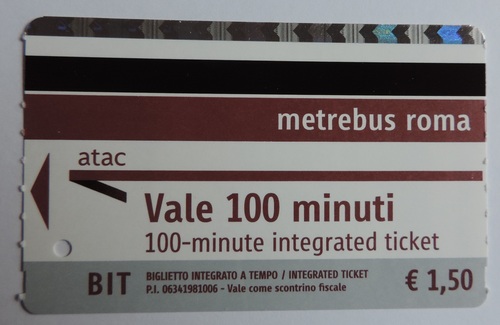 metrebus roma
atac
Vale 100 minuti
100-minute integrated ticket
BIT
BIGLIETTO INTEGRATO A TEMPO / INTEGRATED TICKET
P.I. 06341981006 - Vale come scontrino fiscale
€ 1,50